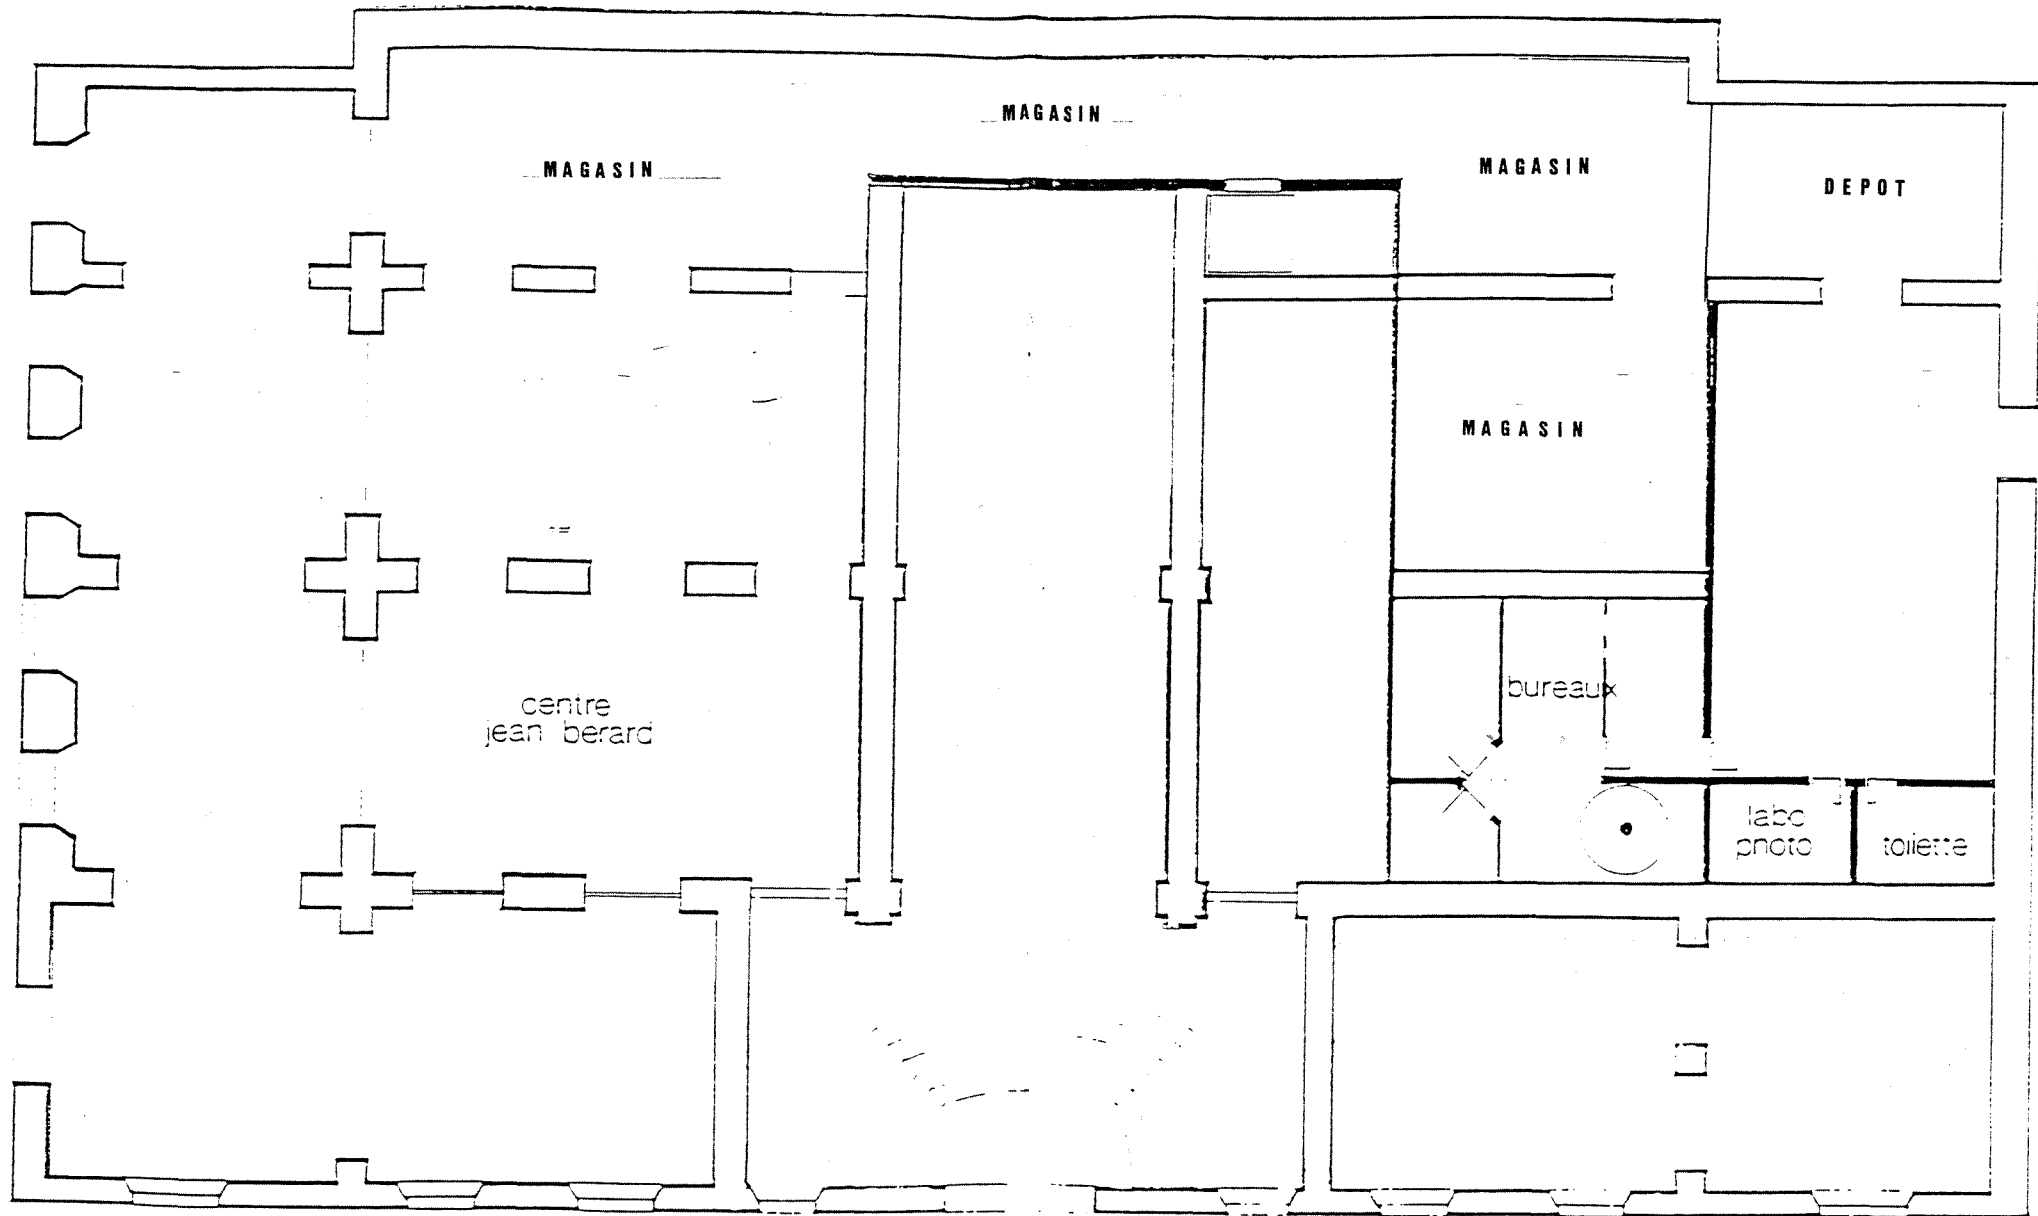 MAGASIN
MAGASIN
MAGASIN
DEPOT
MAGASIN
centre
jean berard
bureaux
labo
photo
toilette